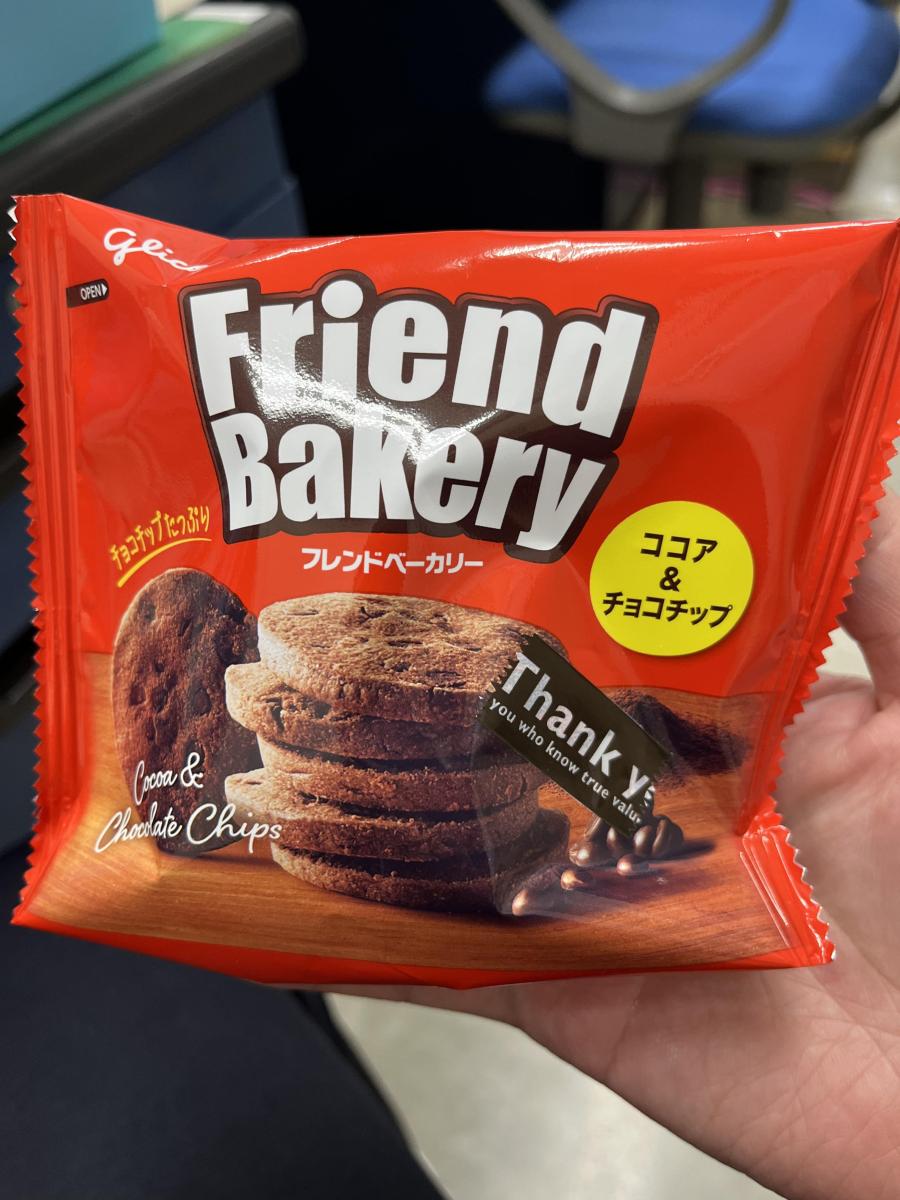 OPEN
Friend
Bakery
フレンドベーカリー
チョコチップたっぷり
ココア
&
チョコチップ
Thank
you who know true
Cocoa &
Chocolate Chips